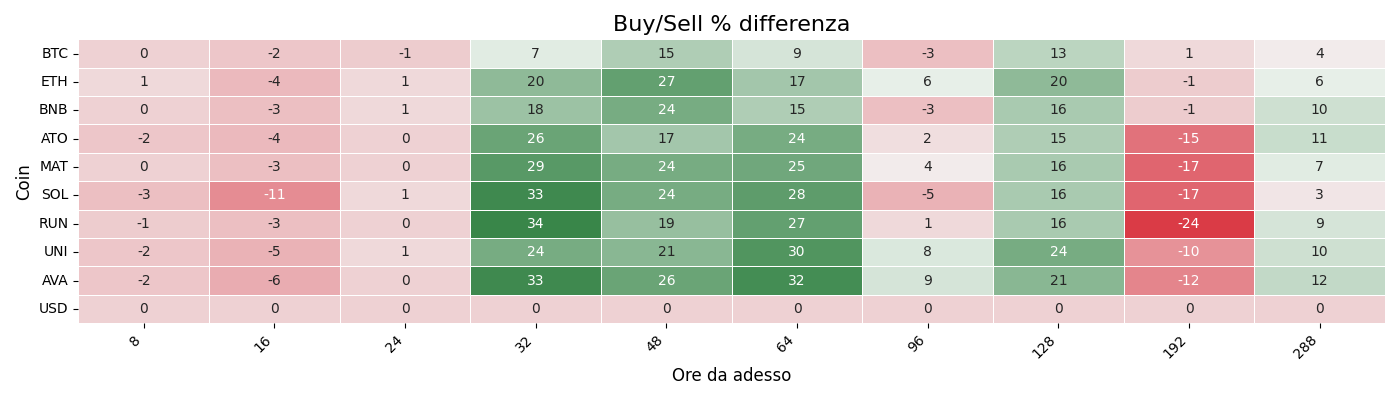 Buy/Sell % differenza
Coin
BTC 0 -2 -1 7 15 9 -3 13 1 4
ETH 1 -4 1 20 27 17 6 20 -1 6
BNB 0 -3 1 18 24 15 -3 16 -1 10
ATO -2 -4 0 26 17 24 2 15 -15 11
MAT 0 -3 0 29 24 25 4 16 -17 7
SOL -3 -11 1 33 24 28 -5 16 -17 3
RUN -1 -3 0 34 19 27 1 16 -24 9
UNI -2 -5 1 24 21 30 8 24 -10 10
AVA -2 -6 0 33 26 32 9 21 -12 12
USD 0 0 0 0 0 0 0 0 0 0
8 16 24 32 48 64 96 128 192 288
Ore da adesso